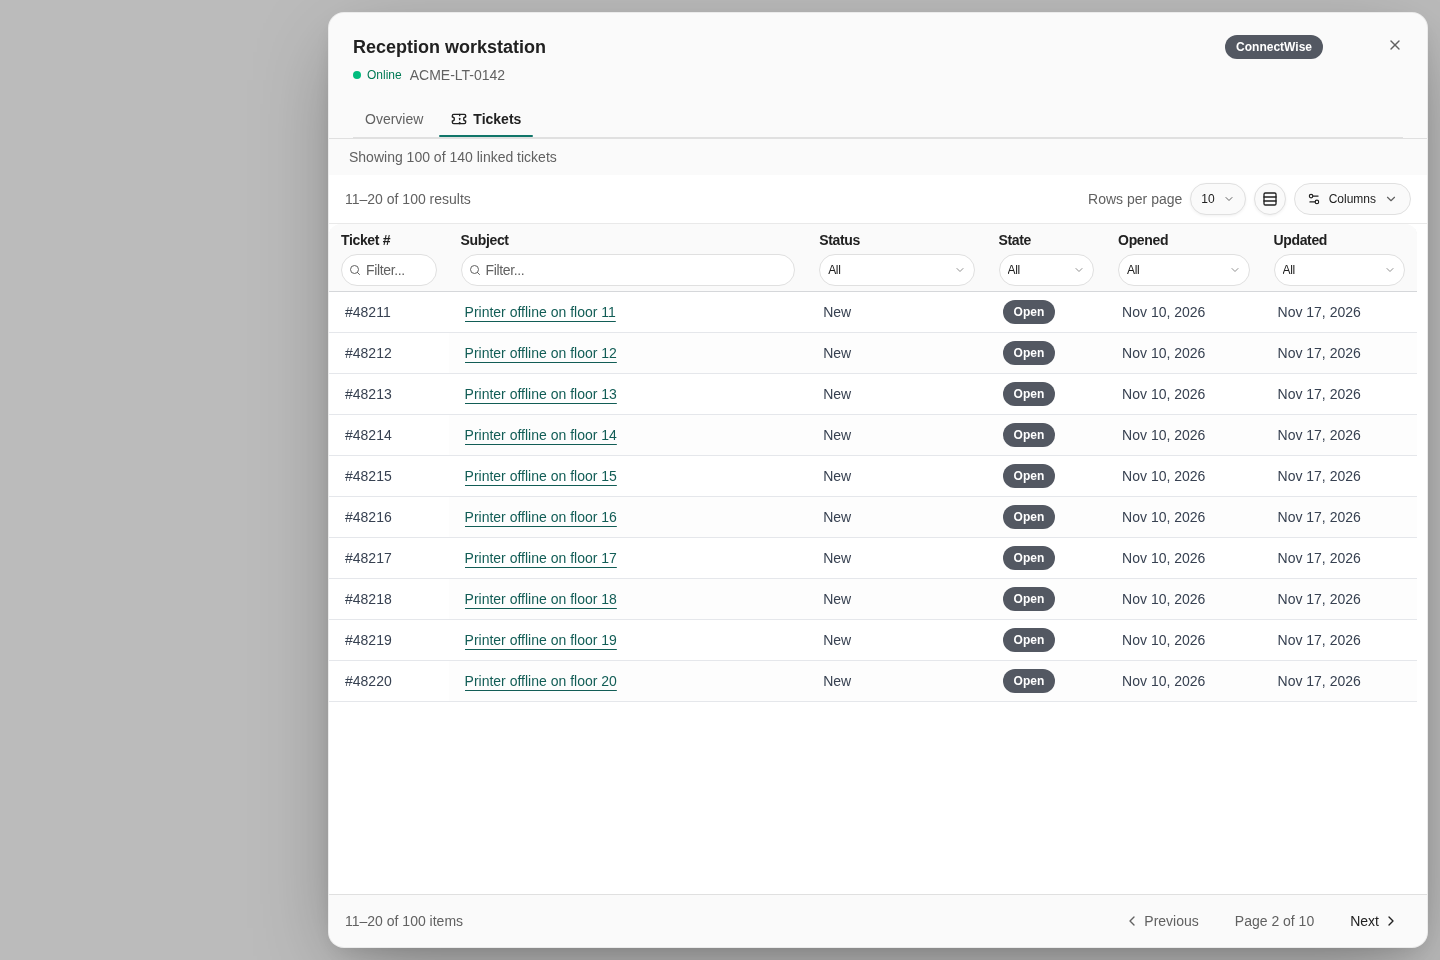 Reception workstation
ConnectWise
Online ACME-LT-0142
Overview Tickets
Showing 100 of 140 linked tickets
11–20 of 100 results Rows per page 10 Columns
Ticket # Subject Status State Opened Updated
Filter... Filter... All All All All
#48211 Printer offline on floor 11 New Open Nov 10, 2026 Nov 17, 2026
#48212 Printer offline on floor 12 New Open Nov 10, 2026 Nov 17, 2026
#48213 Printer offline on floor 13 New Open Nov 10, 2026 Nov 17, 2026
#48214 Printer offline on floor 14 New Open Nov 10, 2026 Nov 17, 2026
#48215 Printer offline on floor 15 New Open Nov 10, 2026 Nov 17, 2026
#48216 Printer offline on floor 16 New Open Nov 10, 2026 Nov 17, 2026
#48217 Printer offline on floor 17 New Open Nov 10, 2026 Nov 17, 2026
#48218 Printer offline on floor 18 New Open Nov 10, 2026 Nov 17, 2026
#48219 Printer offline on floor 19 New Open Nov 10, 2026 Nov 17, 2026
#48220 Printer offline on floor 20 New Open Nov 10, 2026 Nov 17, 2026
11–20 of 100 items Previous Page 2 of 10 Next